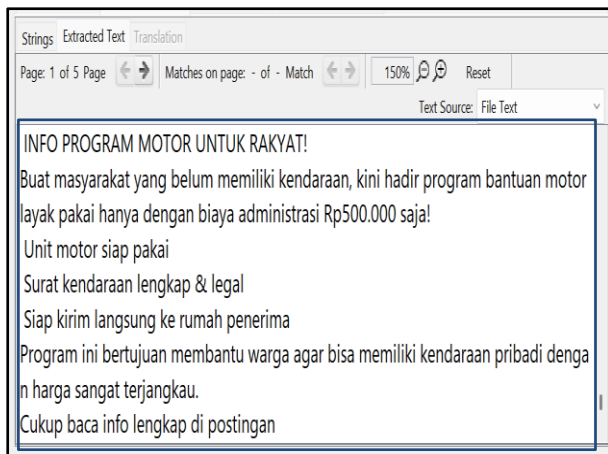 Strings Extracted Text Translation
Page: 1 of 5 Page Matches on page: - of - Match 150% Reset
Text Source: File Text
INFO PROGRAM MOTOR UNTUK RAKYAT!
Buat masyarakat yang belum memiliki kendaraan, kini hadir program bantuan motor
layak pakai hanya dengan biaya administrasi Rp500.000 saja!
Unit motor siap pakai
Surat kendaraan lengkap & legal
Siap kirim langsung ke rumah penerima
Program ini bertujuan membantu warga agar bisa memiliki kendaraan pribadi denga
n harga sangat terjangkau.
Cukup baca info lengkap di postingan